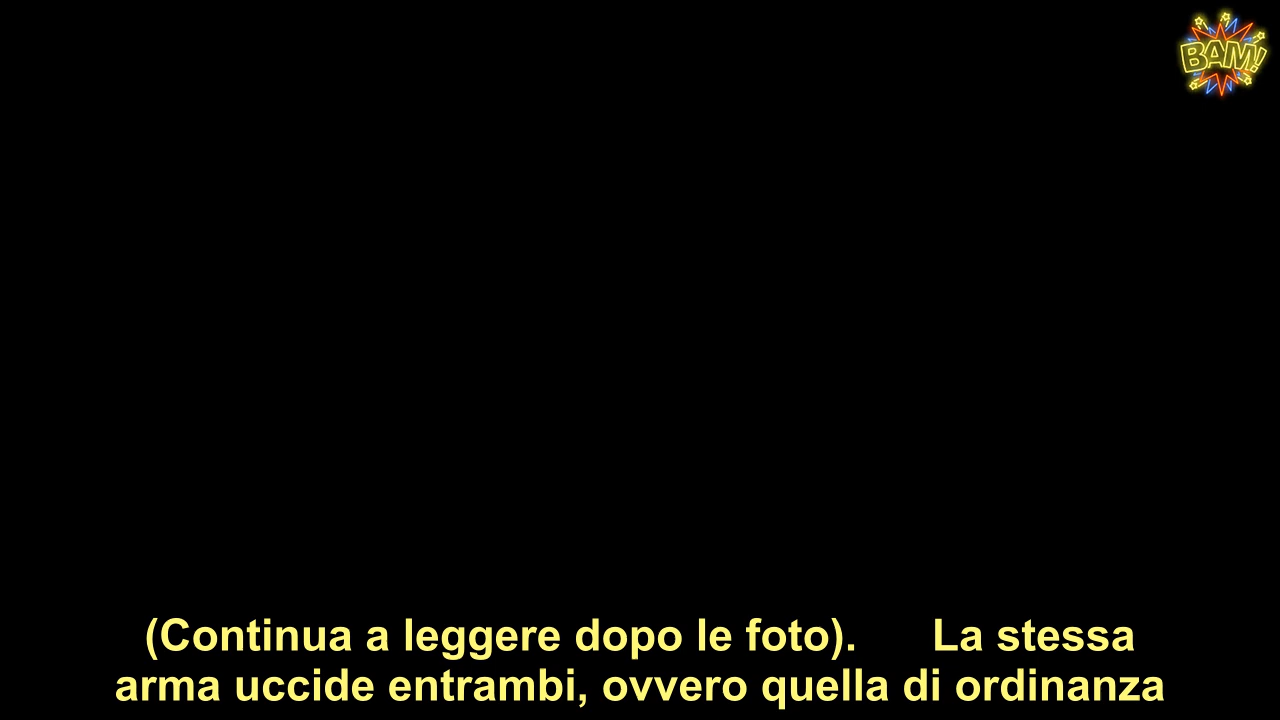 BAM!
(Continua a leggere dopo le foto). La stessa
arma uccide entrambi, ovvero quella di ordinanza